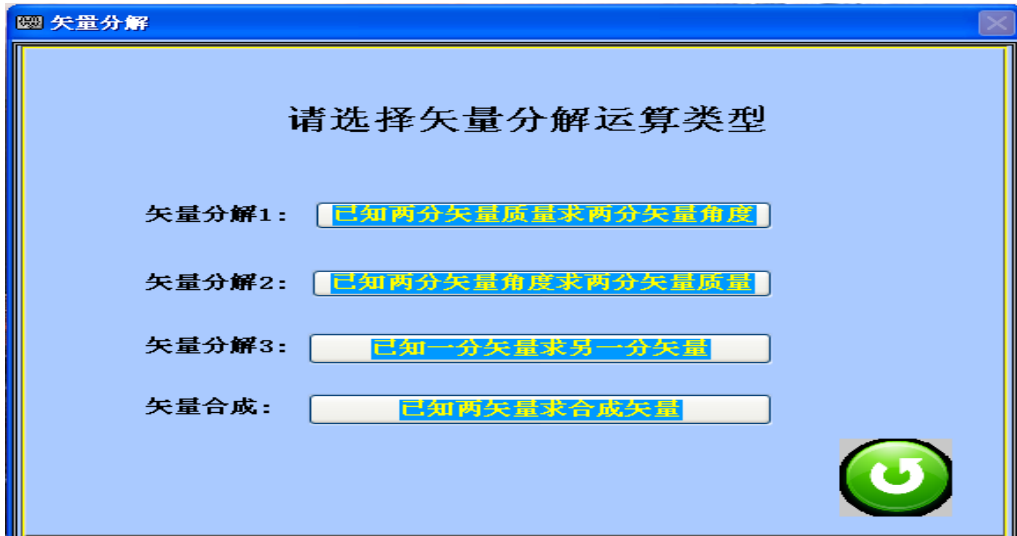 矢量分解
请选择矢量分解运算类型
矢量分解1: 已知两分矢量质量求两分矢量角度
矢量分解2: 已知两分矢量角度求两分矢量质量
矢量分解3: 已知一分矢量求另一分矢量
矢量合成: 已知两矢量求合成矢量